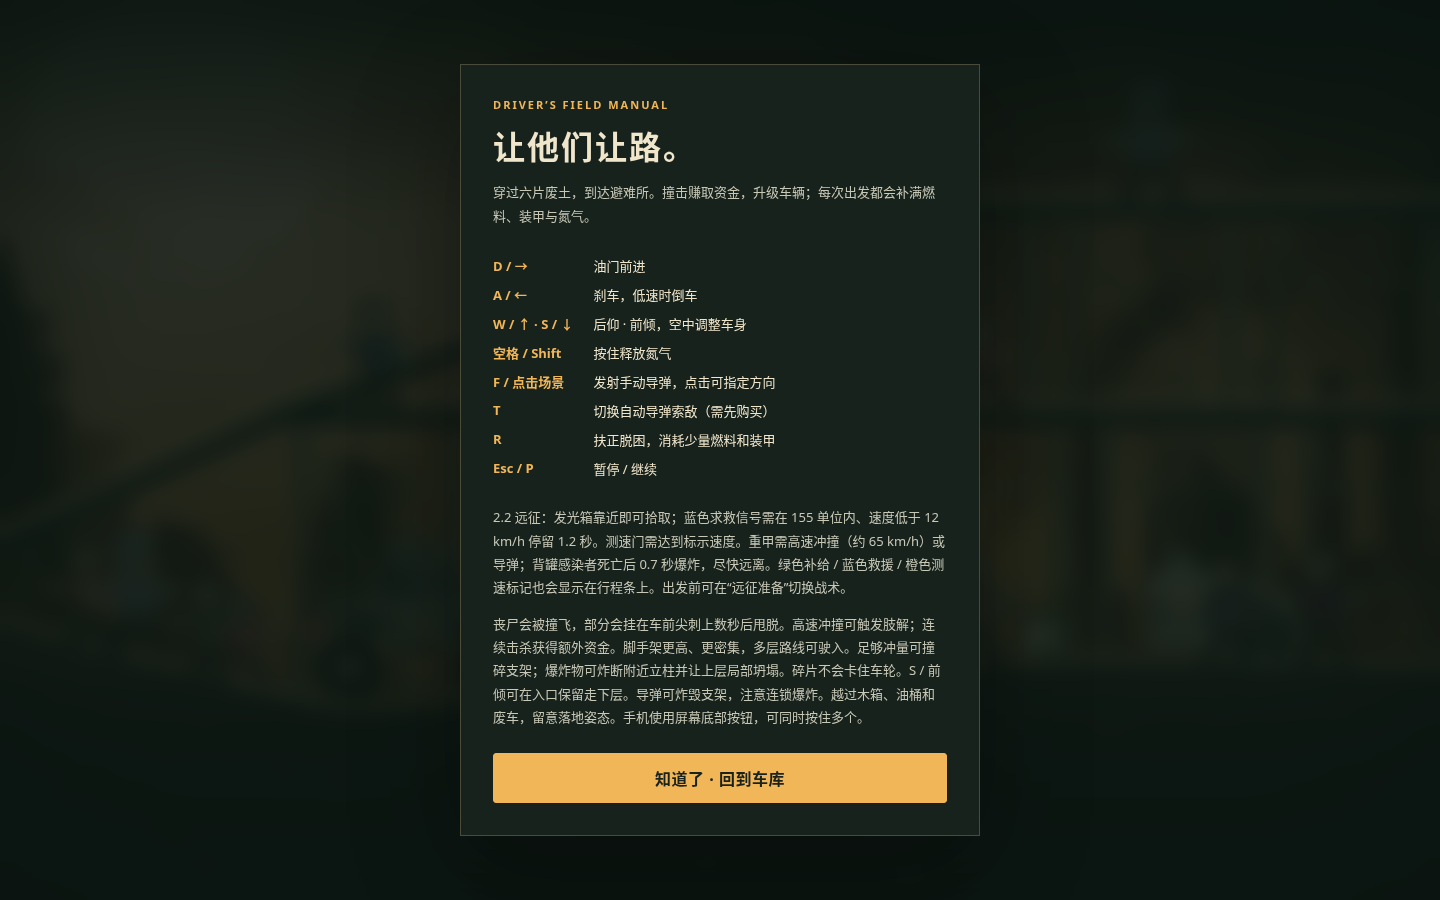 DRIVER’S FIELD MANUAL
让他们让路。
穿过六片废土，到达避难所。撞击赚取资金，升级车辆；每次出发都会补满燃
料、装甲与氮气。
D / → 油门前进
A / ← 刹车，低速时倒车
W / ↑ · S / ↓ 后仰 · 前倾，空中调整车身
空格 / Shift 按住释放氮气
F / 点击场景 发射手动导弹，点击可指定方向
T 切换自动导弹索敌（需先购买）
R 扶正脱困，消耗少量燃料和装甲
Esc / P 暂停 / 继续
2.2 远征：发光箱靠近即可拾取；蓝色求救信号需在 155 单位内、速度低于 12
km/h 停留 1.2 秒。测速门需达到标示速度。重甲需高速冲撞（约 65 km/h）或
导弹；背罐感染者死亡后 0.7 秒爆炸，尽快远离。绿色补给 / 蓝色救援 / 橙色测
速标记也会显示在行程条上。出发前可在“远征准备”切换战术。
丧尸会被撞飞，部分会挂在车前尖刺上数秒后甩脱。高速冲撞可触发肢解；连
续击杀获得额外资金。脚手架更高、更密集，多层路线可驶入。足够冲量可撞
碎支架；爆炸物可炸断附近立柱并让上层局部坍塌。碎片不会卡住车轮。S / 前
倾可在入口保留走下层。导弹可炸毁支架，注意连锁爆炸。越过木箱、油桶和
废车，留意落地姿态。手机使用屏幕底部按钮，可同时按住多个。
知道了 · 回到车库